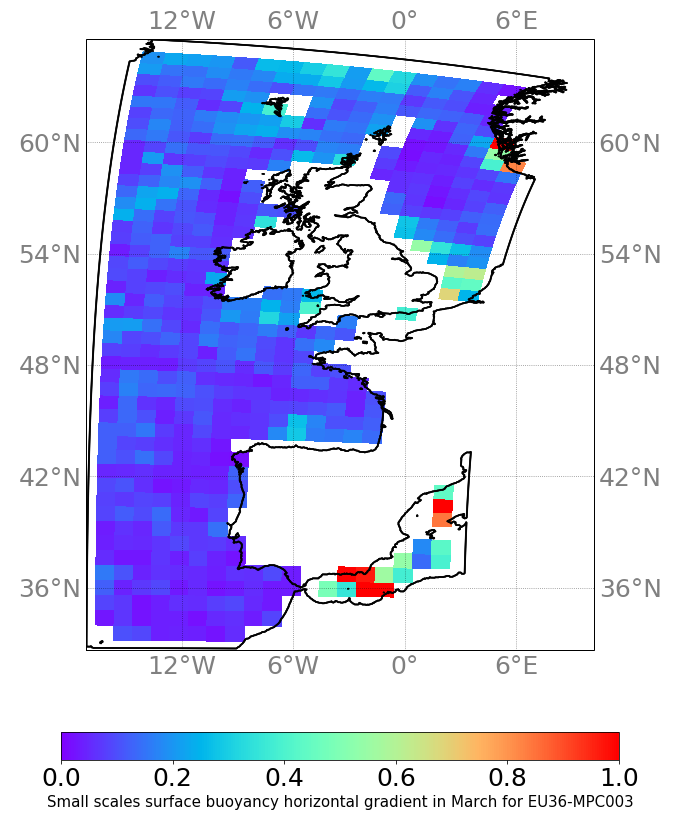 12°W 6°W 0° 6°E
60°N 60°N
54°N 54°N
48°N 48°N
42°N 42°N
36°N 36°N
12°W 6°W 0° 6°E
0.0 0.2 0.4 0.6 0.8 1.0
Small scales surface buoyancy horizontal gradient in March for EU36-MPC003